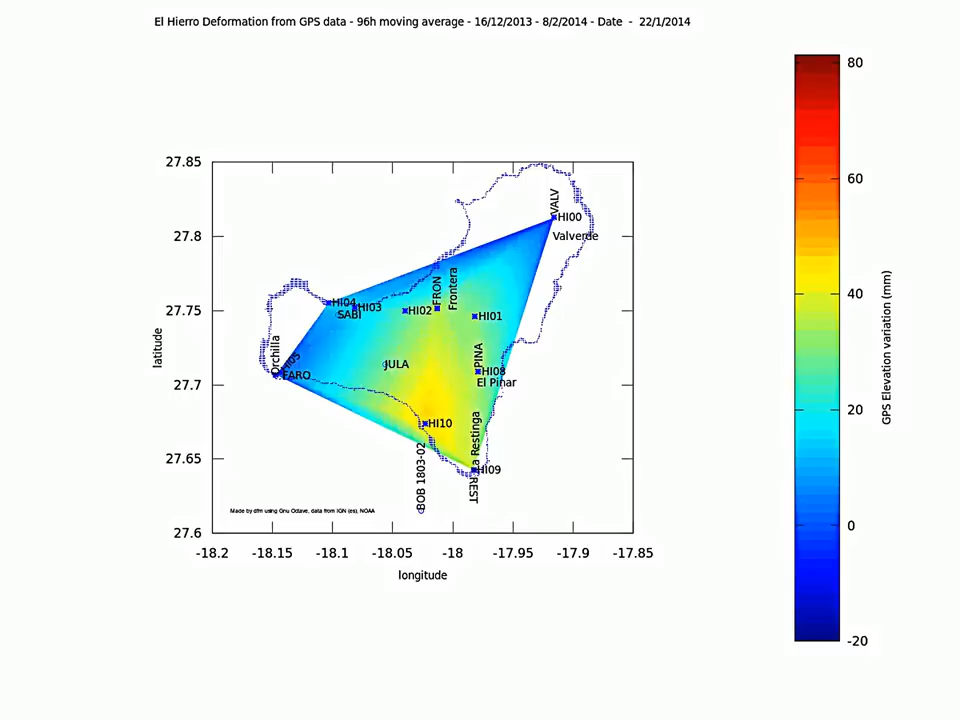 El Hierro Deformation from GPS data - 96h moving average - 16/12/2013 - 8/2/2014 - Date - 22/1/2014
80
60
40
20
0
-20
GPS Elevation variation (mm)
27.85
27.8
27.75
27.7
27.65
27.6
latitude
VALV
HI00
Valverde
FRON
Frontera
HI04
HI03
SABI
HI02
HI01
Orchilla
HI05
FARO
JULA
PINA
HI08
El Pinar
HI10
La Restinga
HI09
REST
BOB 1803-02
Made by dfm using Gnu Octave, data from IGN (es), NOAA
-18.2
-18.15
-18.1
-18.05
-18
-17.95
-17.9
-17.85
longitude